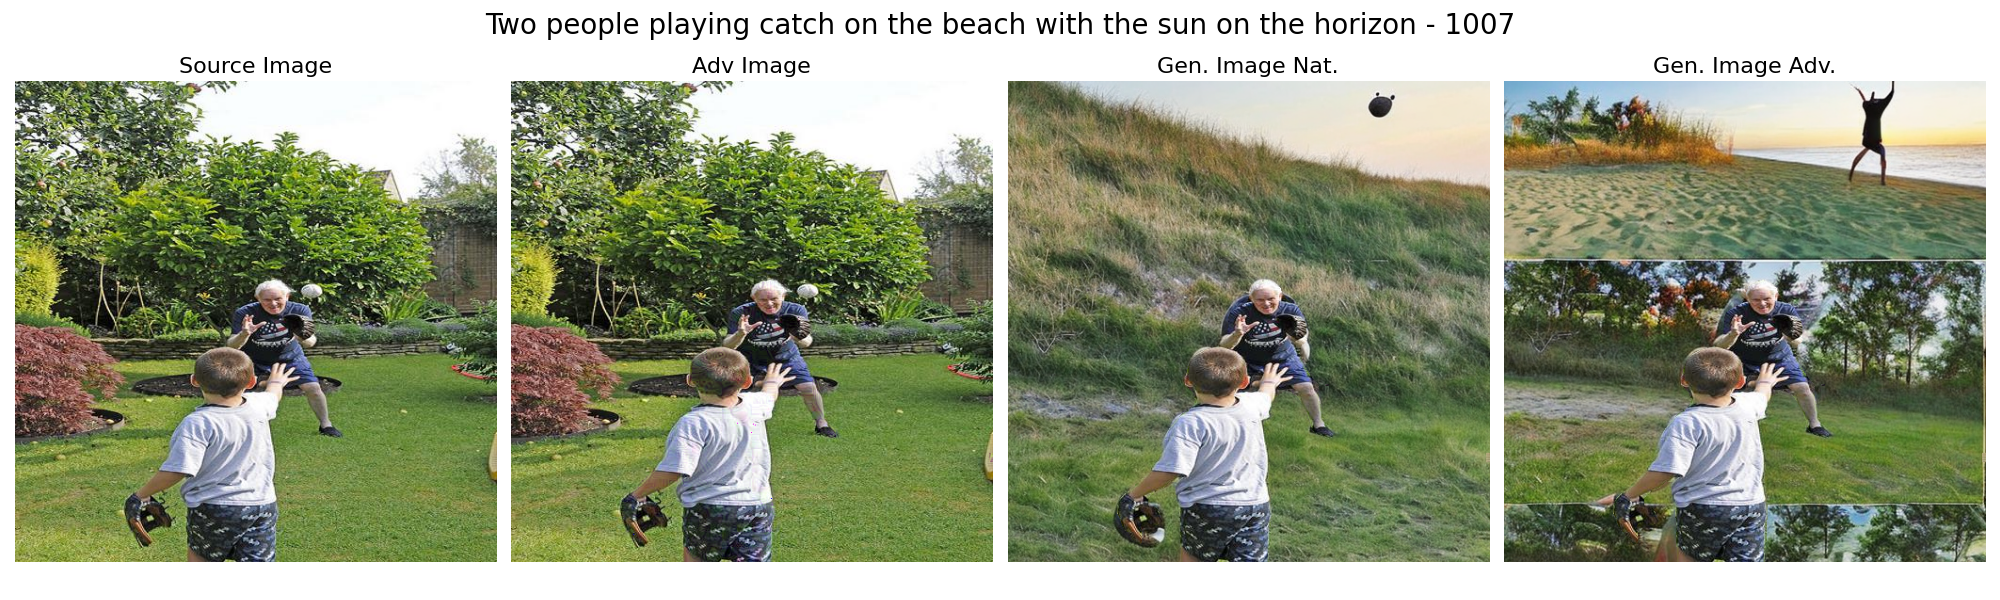 Two people playing catch on the beach with the sun on the horizon - 1007
Source Image
Adv Image
Gen. Image Nat.
Gen. Image Adv.